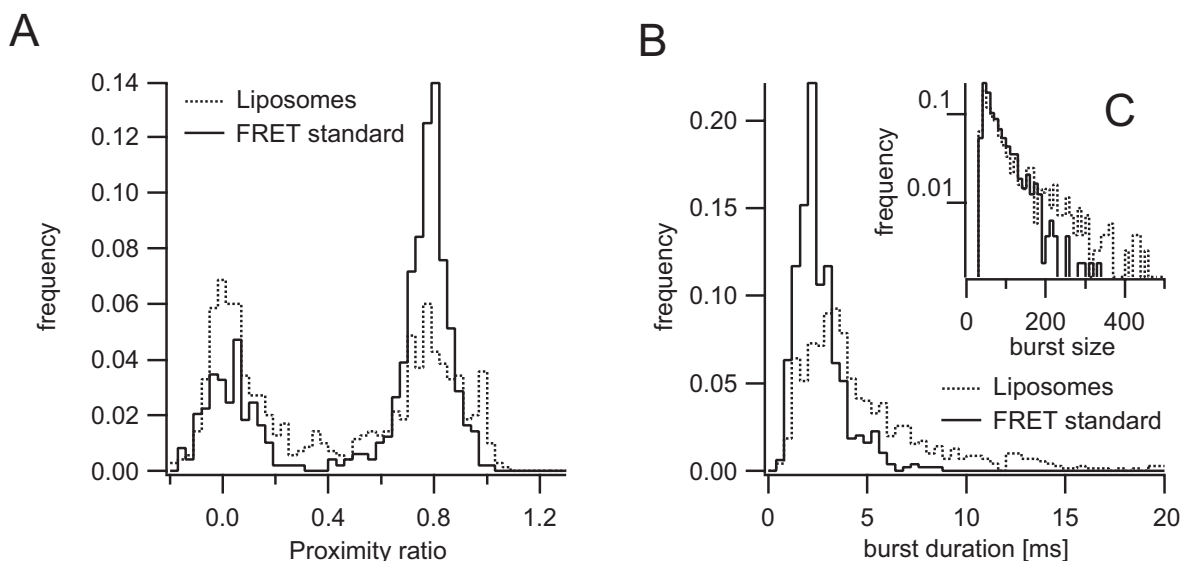 A
frequency
0.14
0.12
0.10
0.08
0.06
0.04
0.02
0.00
Liposomes
FRET standard
0.0 0.4 0.8 1.2
Proximity ratio
B
frequency
0.20
0.15
0.10
0.05
0.00
Liposomes
FRET standard
0 5 10 15 20
burst duration [ms]
C
frequency
0.1
0.01
0 200 400
burst size